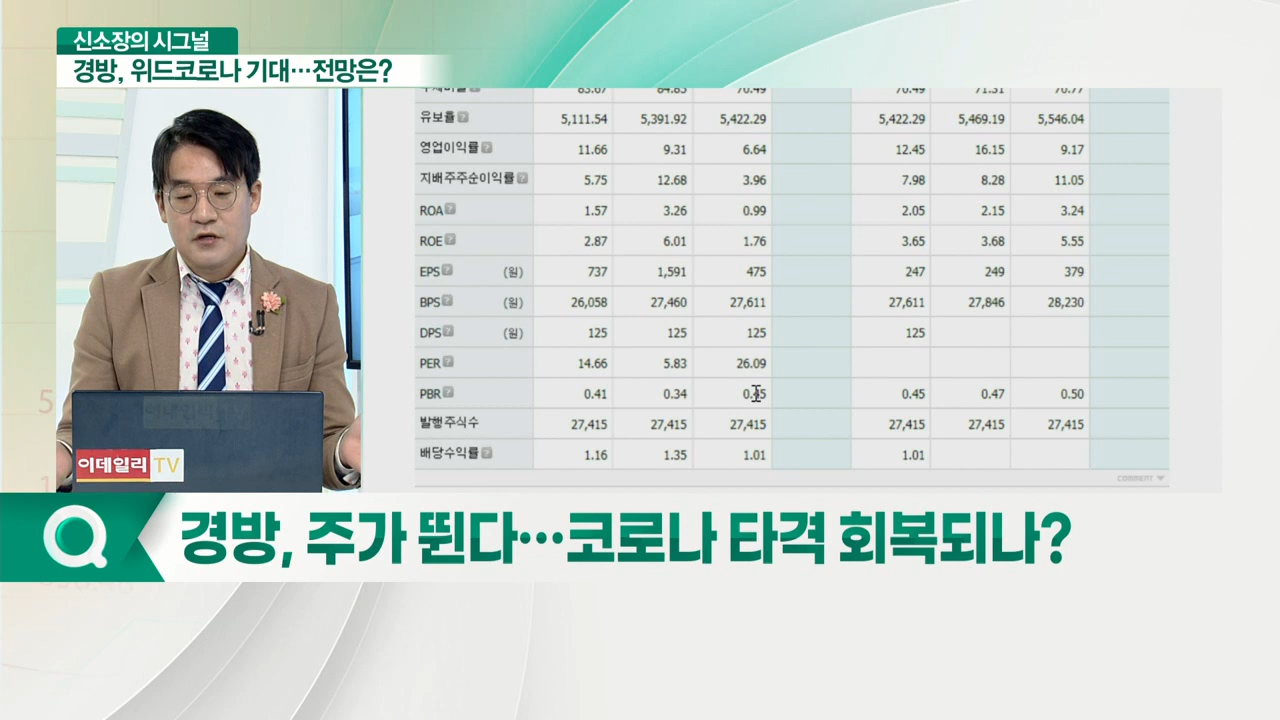 신소장의 시그널
경방, 위드코로나 기대…전망은?
유보율 5,111.54 5,391.92 5,422.29 5,422.29 5,469.19 5,546.04
영업이익률 11.66 9.31 6.64 12.45 16.15 9.17
지배주주순이익률 5.75 12.68 3.96 7.98 8.28 11.05
ROA 1.57 3.26 0.99 2.05 2.15 3.24
ROE 2.87 6.01 1.76 3.65 3.68 5.55
EPS (원) 737 1,591 475 247 249 379
BPS (원) 26,058 27,460 27,611 27,611 27,846 28,230
DPS (원) 125 125 125 125
PER 14.66 5.83 26.09
PBR 0.41 0.34 0.45 0.47 0.50
발행주식수 27,415 27,415 27,415 27,415 27,415 27,415
배당수익률 1.16 1.35 1.01 1.01
COMMENT
이데일리 TV
경방, 주가 뛴다…코로나 타격 회복되나?